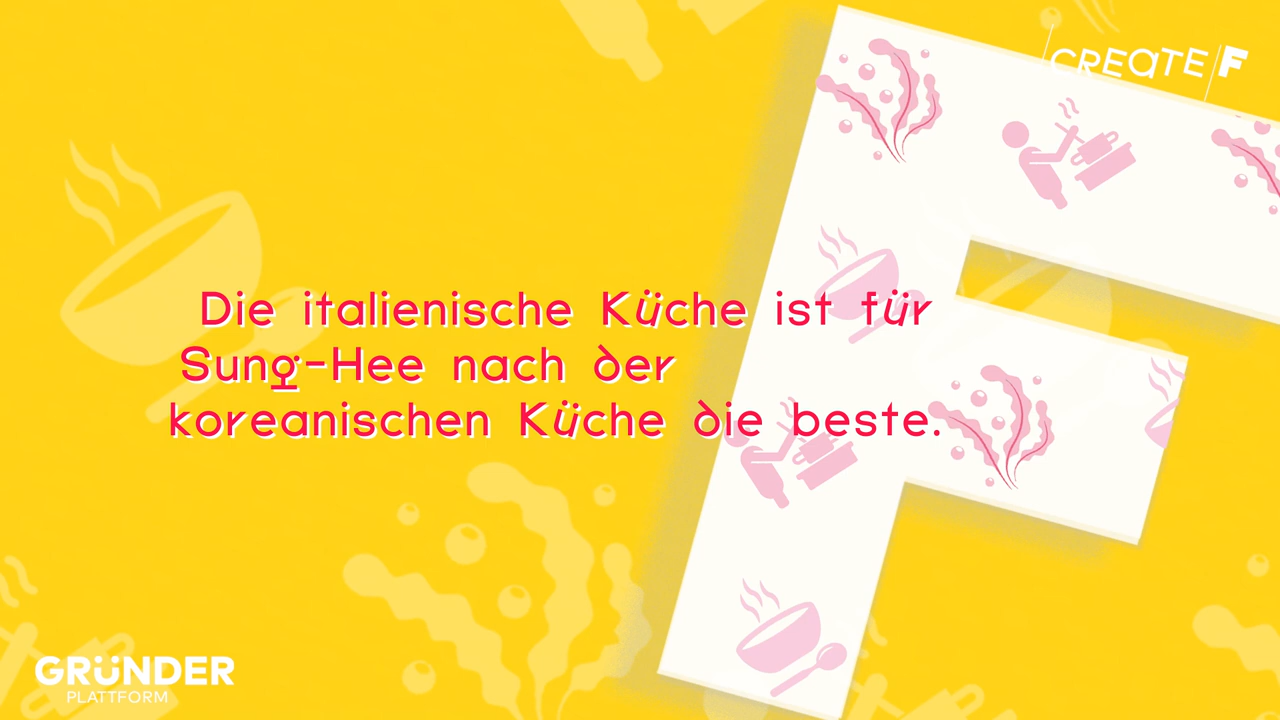 CREATE F
Die italienische Küche ist für
Sung-Hee nach der
koreanischen Küche die beste.
GRÜNDER
PLATTFORM